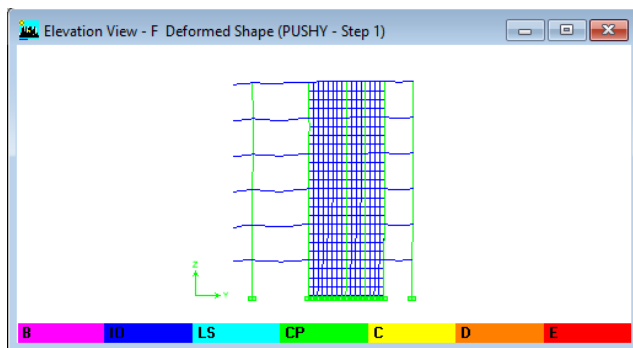 Elevation View - F Deformed Shape (PUSHY - Step 1)
Z
Y
B IO LS CP C D E